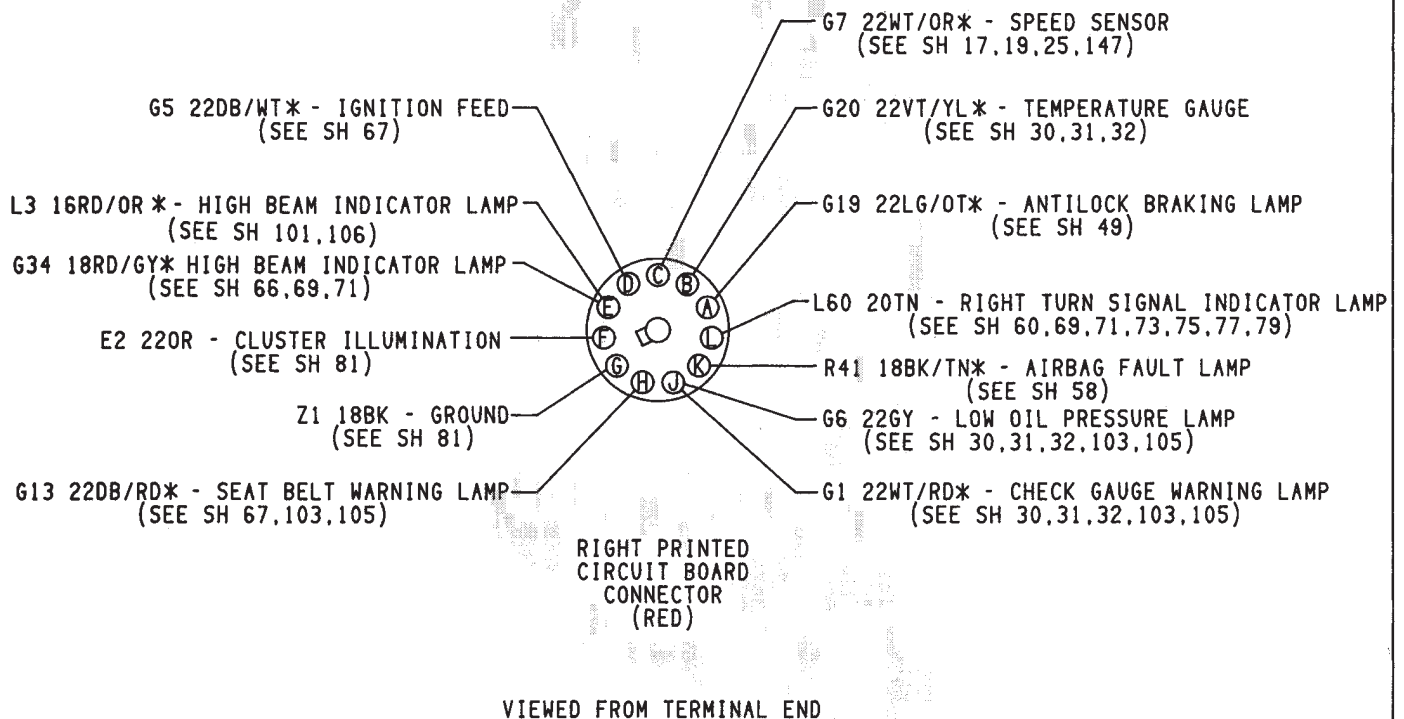 G7 22WT/OR* - SPEED SENSOR
(SEE SH 17,19,25,147)
G5 22DB/WT* - IGNITION FEED
(SEE SH 67)
G20 22VT/YL* - TEMPERATURE GAUGE
(SEE SH 30,31,32)
L3 16RD/OR * - HIGH BEAM INDICATOR LAMP
(SEE SH 101,106)
G19 22LG/OT* - ANTILOCK BRAKING LAMP
(SEE SH 49)
G34 18RD/GY* HIGH BEAM INDICATOR LAMP
(SEE SH 66,69,71)
L60 20TN - RIGHT TURN SIGNAL INDICATOR LAMP
(SEE SH 60,69,71,73,75,77,79)
E2 22OR - CLUSTER ILLUMINATION
(SEE SH 81)
R41 18BK/TN* - AIRBAG FAULT LAMP
(SEE SH 58)
Z1 18BK - GROUND
(SEE SH 81)
G6 22GY - LOW OIL PRESSURE LAMP
(SEE SH 30,31,32,103,105)
G13 22DB/RD* - SEAT BELT WARNING LAMP
(SEE SH 67,103,105)
G1 22WT/RD* - CHECK GAUGE WARNING LAMP
(SEE SH 30,31,32,103,105)
C
D
B
E
A
F
L
G
K
H
J
RIGHT PRINTED
CIRCUIT BOARD
CONNECTOR
(RED)
VIEWED FROM TERMINAL END